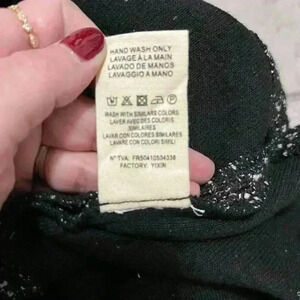 HAND WASH ONLY
LAVAGE À LA MAIN
LAVADO DE MANOS
LAVAGGIO A MANO
WASH WITH SIMILARS COLORS
LAVER AVEC DES COLORIS
SIMILAIRES
LAVAR CON COLORES SIMILARES
LAVARE CON COLORI SIMILI
N° TVA: FR50410504338
FACTORY: YIXIN